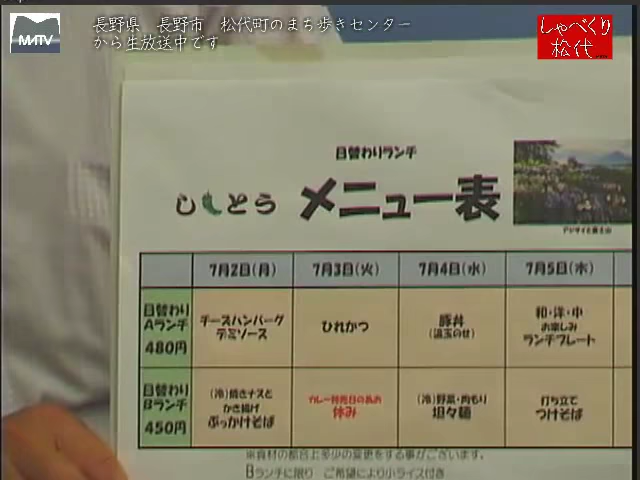 MATV
長野県 長野市 松代町のまち歩きセンター
から生放送中です
しゃべくり
松代
日替わりランチ
ししとう メニュー表
アジサイと富士山
7月2日(月) 7月3日(火) 7月4日(水) 7月5日(木)
日替わり
Aランチ
480円
チーズハンバーグ
デミソース
ひれかつ
豚丼
(温玉のせ)
和・洋・中
お楽しみ
ランチプレート
日替わり
Bランチ
450円
(冷)焼きナスと
かき揚げ
ぶっかけそば
カレー特売日の為お
休み
(冷)野菜・肉もり
坦々麺
打ち立て
つけそば
※食材の都合上多少の変更をする事がございます。
Bランチに限り ご希望により小ライス付き